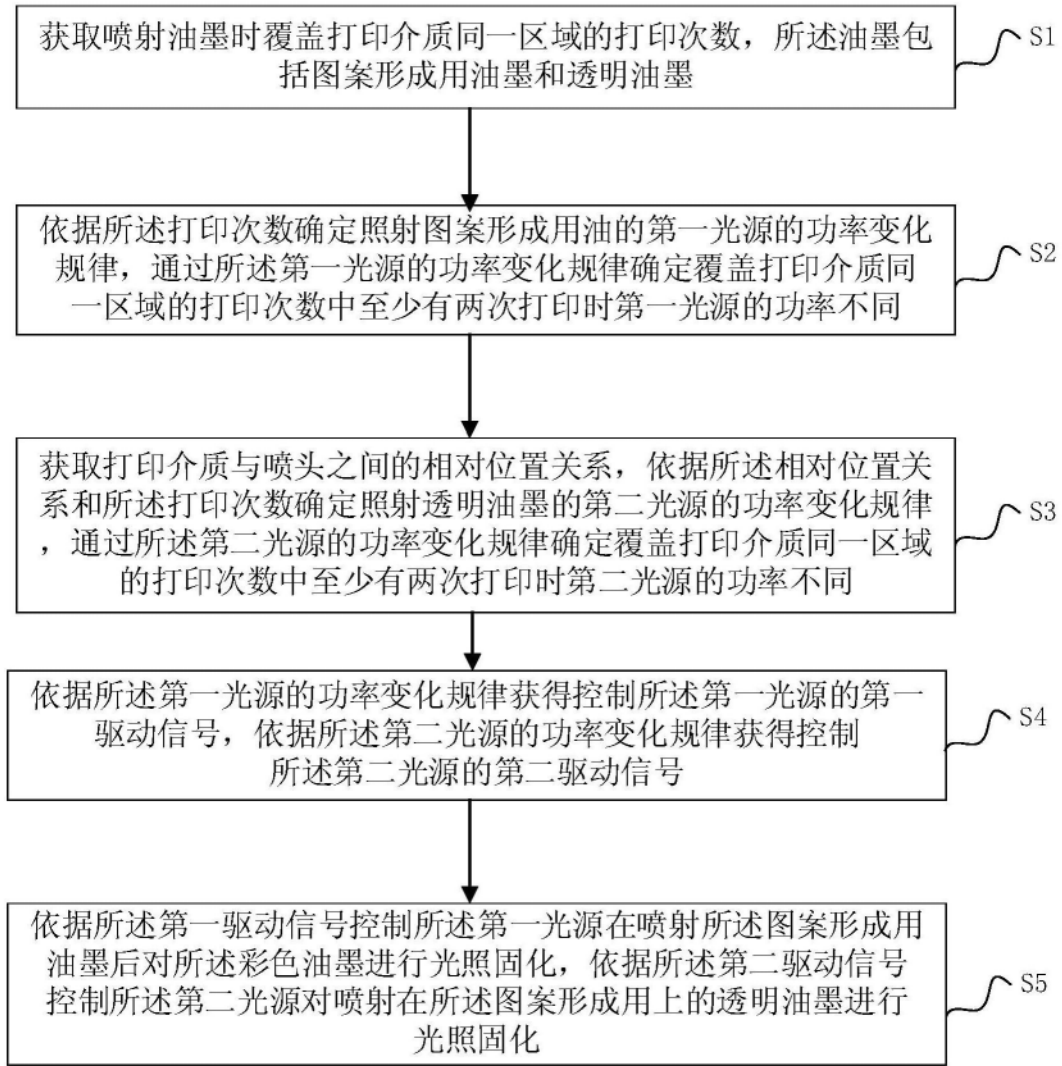 获取喷射油墨时覆盖打印介质同一区域的打印次数，所述油墨包
括图案形成用油墨和透明油墨
S1
依据所述打印次数确定照射图案形成用油的第一光源的功率变化
规律，通过所述第一光源的功率变化规律确定覆盖打印介质同
一区域的打印次数中至少有两次打印时第一光源的功率不同
S2
获取打印介质与喷头之间的相对位置关系，依据所述相对位置关
系和所述打印次数确定照射透明油墨的第二光源的功率变化规律
，通过所述第二光源的功率变化规律确定覆盖打印介质同一区域
的打印次数中至少有两次打印时第二光源的功率不同
S3
依据所述第一光源的功率变化规律获得控制所述第一光源的第一
驱动信号，依据所述第二光源的功率变化规律获得控制
所述第二光源的第二驱动信号
S4
依据所述第一驱动信号控制所述第一光源在喷射所述图案形成用
油墨后对所述彩色油墨进行光照固化，依据所述第二驱动信号
控制所述第二光源对喷射在所述图案形成用上的透明油墨进行
光照固化
S5